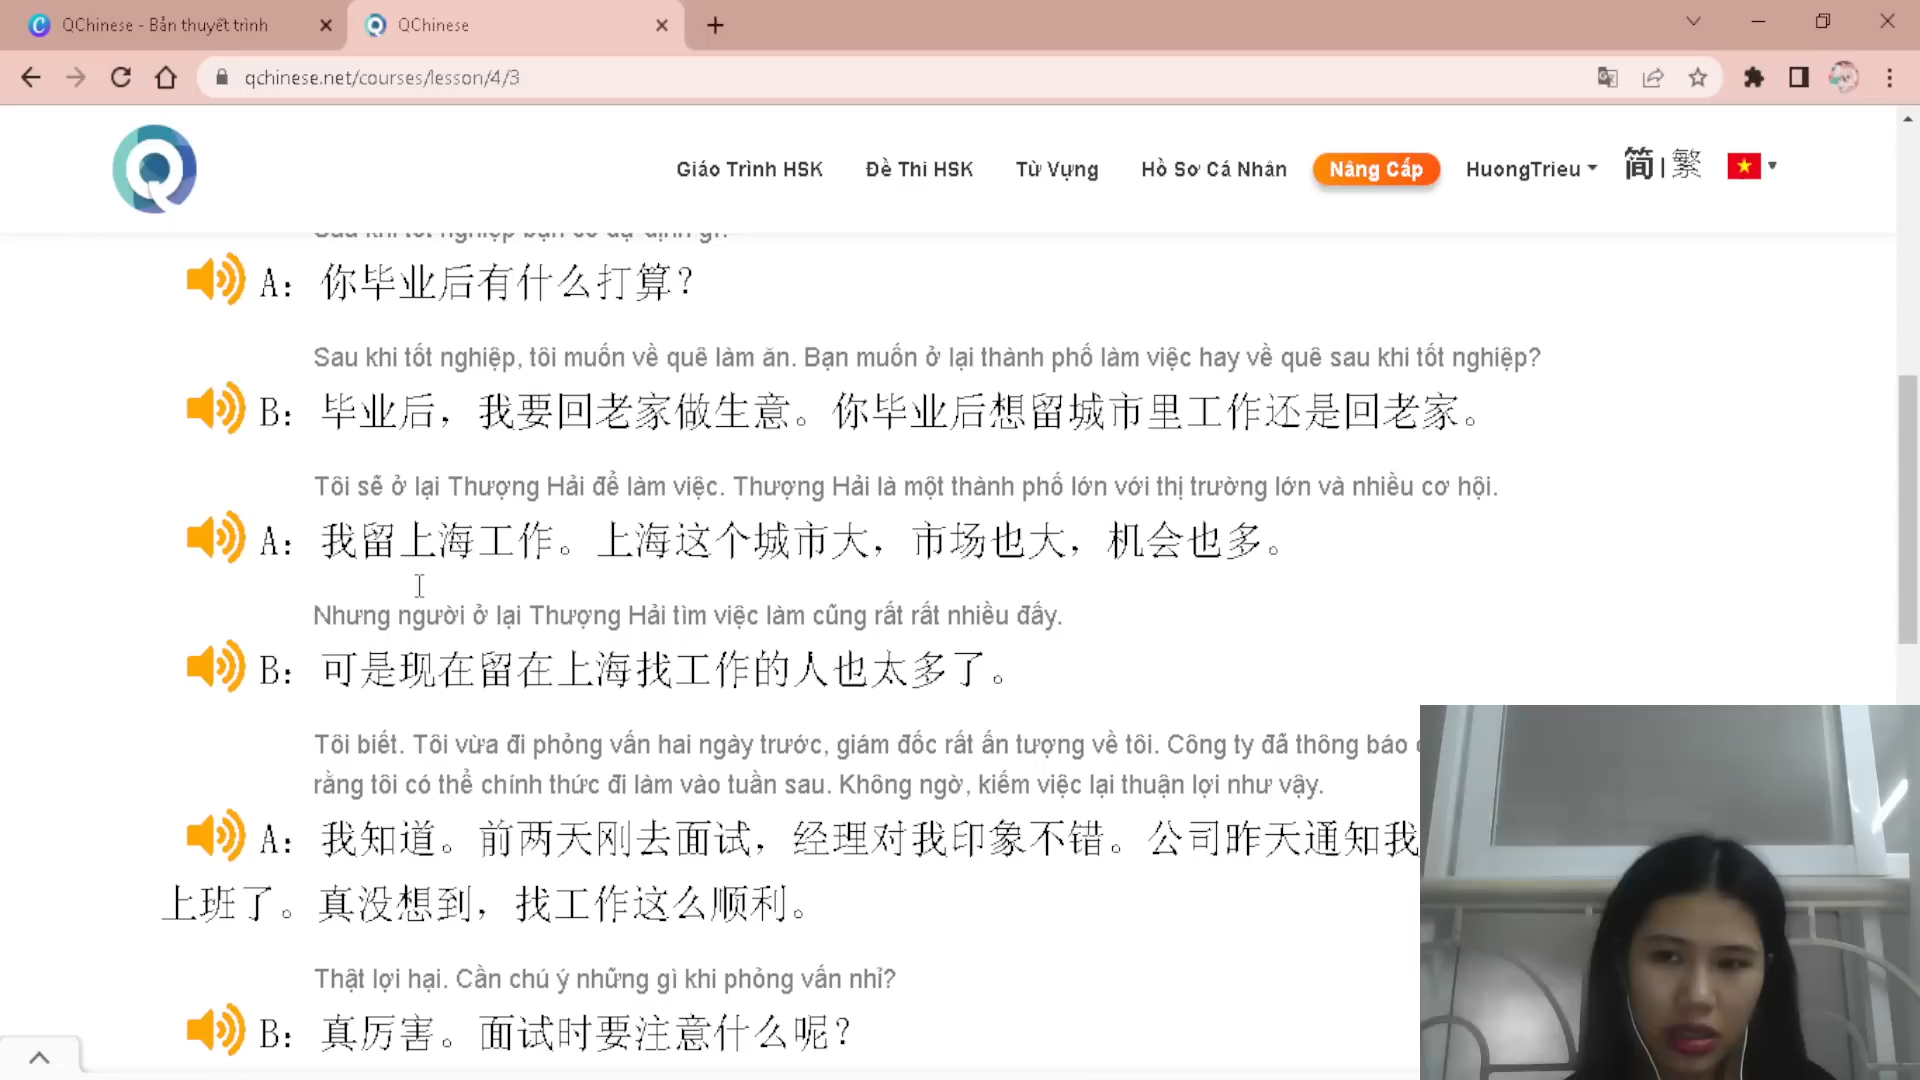 QChinese - Bản thuyết trình
QChinese
qchinese.net/courses/lesson/4/3
Giáo Trình HSK
Đề Thi HSK
Từ Vựng
Hồ Sơ Cá Nhân
Nâng Cấp
HuongTrieu
简 | 繁
Sau khi tốt nghiệp bạn có dự định gì?
A: 你毕业后有什么打算?
Sau khi tốt nghiệp, tôi muốn về quê làm ăn. Bạn muốn ở lại thành phố làm việc hay về quê sau khi tốt nghiệp?
B: 毕业后，我要回老家做生意。你毕业后想留城市里工作还是回老家。
Tôi sẽ ở lại Thượng Hải để làm việc. Thượng Hải là một thành phố lớn với thị trường lớn và nhiều cơ hội.
A: 我留上海工作。上海这个城市大，市场也大，机会也多。
Nhưng người ở lại Thượng Hải tìm việc làm cũng rất rất nhiều đấy.
B: 可是现在留在上海找工作的人也太多了。
Tôi biết. Tôi vừa đi phỏng vấn hai ngày trước, giám đốc rất ấn tượng về tôi. Công ty đã thông báo
rằng tôi có thể chính thức đi làm vào tuần sau. Không ngờ, kiếm việc lại thuận lợi như vậy.
A: 我知道。前两天刚去面试，经理对我印象不错。公司昨天通知我
上班了。真没想到，找工作这么顺利。
Thật lợi hại. Cần chú ý những gì khi phỏng vấn nhỉ?
B: 真厉害。面试时要注意什么呢?